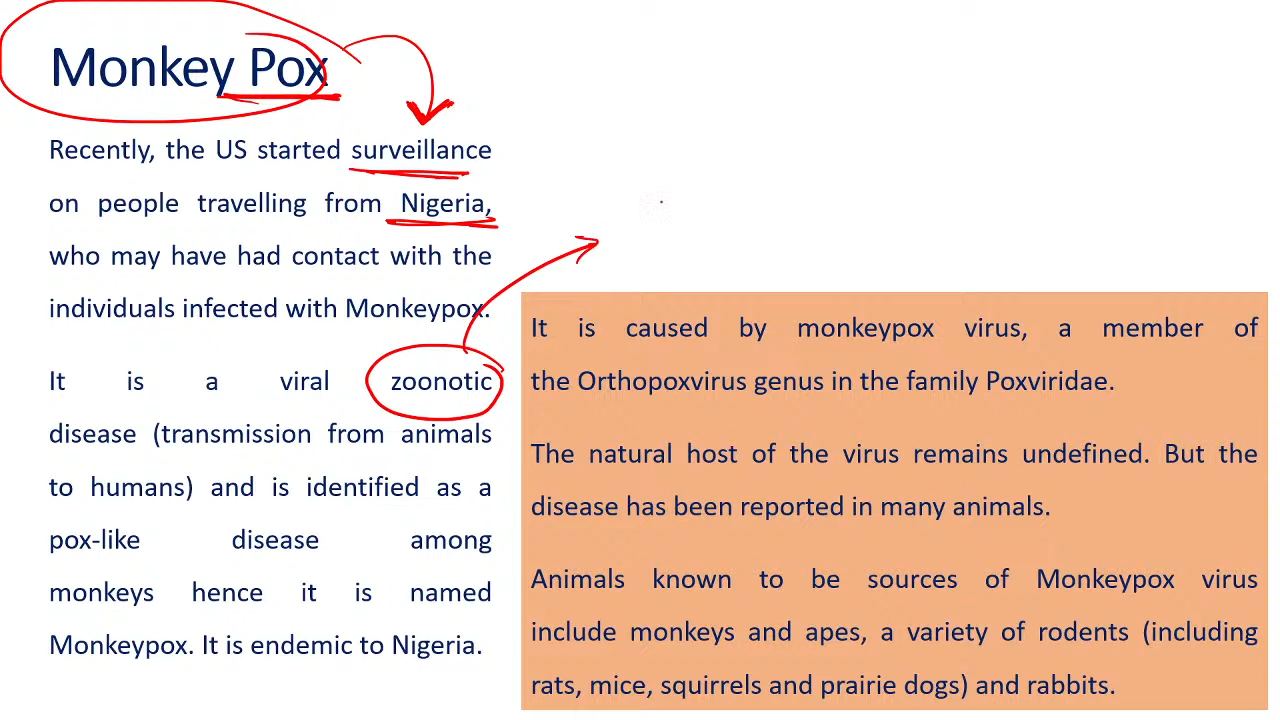 Monkey Pox
Recently, the US started surveillance
on people travelling from Nigeria,
who may have had contact with the
individuals infected with Monkeypox.
It is a viral zoonotic
disease (transmission from animals
to humans) and is identified as a
pox-like disease among
monkeys hence it is named
Monkeypox. It is endemic to Nigeria.
It is caused by monkeypox virus, a member of
the Orthopoxvirus genus in the family Poxviridae.
The natural host of the virus remains undefined. But the
disease has been reported in many animals.
Animals known to be sources of Monkeypox virus
include monkeys and apes, a variety of rodents (including
rats, mice, squirrels and prairie dogs) and rabbits.